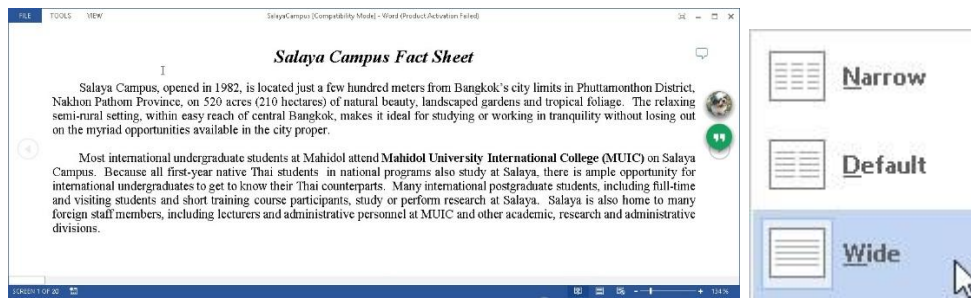 FILE TOOLS VIEW SalayaCampus [Compatibility Mode] - Word (Product Activation Failed)
Salaya Campus Fact Sheet
Salaya Campus, opened in 1982, is located just a few hundred meters from Bangkok's city limits in Phuttamonthon District,
Nakhon Pathom Province, on 520 acres (210 hectares) of natural beauty, landscaped gardens and tropical foliage. The relaxing
semi-rural setting, within easy reach of central Bangkok, makes it ideal for studying or working in tranquility without losing out
on the myriad opportunities available in the city proper.
Most international undergraduate students at Mahidol attend Mahidol University International College (MUIC) on Salaya
Campus. Because all first-year native Thai students in national programs also study at Salaya, there is ample opportunity for
international undergraduates to get to know their Thai counterparts. Many international postgraduate students, including full-time
and visiting students and short training course participants, study or perform research at Salaya. Salaya is also home to many
foreign staff members, including lecturers and administrative personnel at MUIC and other academic, research and administrative
divisions.
SCREEN 1 OF 20 134%
Narrow
Default
Wide